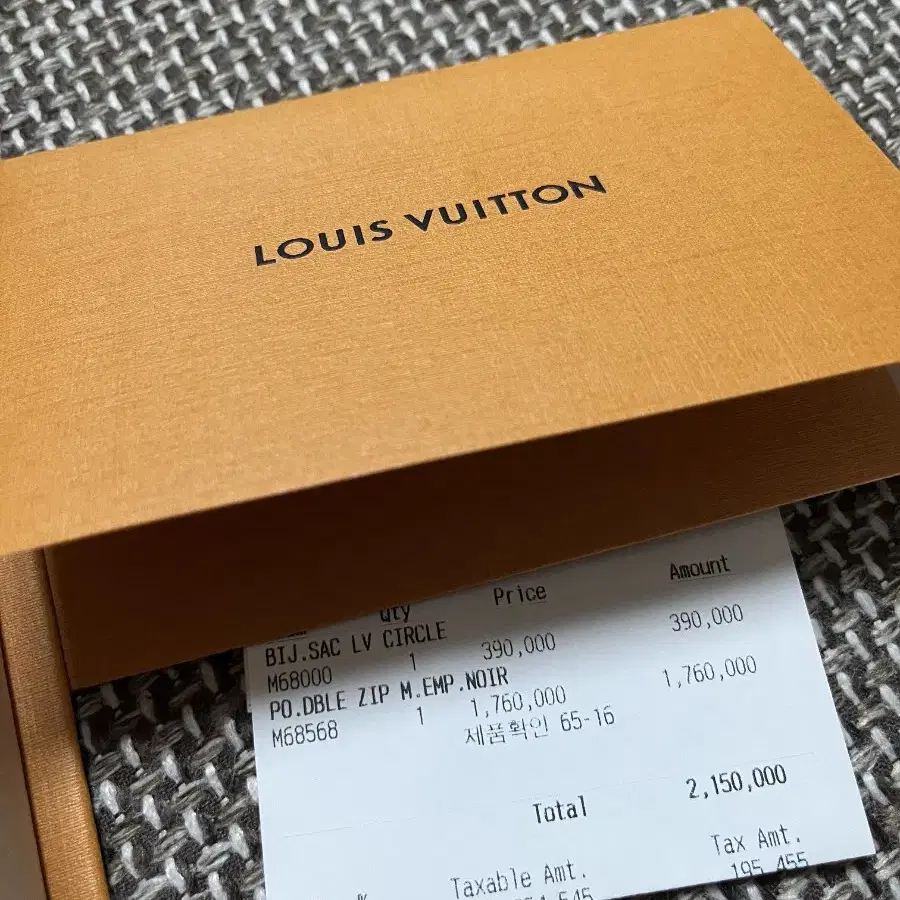 LOUIS VUITTON
Qty Price Amount
BIJ.SAC LV CIRCLE
M68000 1 390,000 390,000
PO.DBLE ZIP M.EMP.NOIR
M68568 1 1,760,000 1,760,000
제품확인 65-16
Total 2,150,000
Taxable Amt. Tax Amt.
195,455